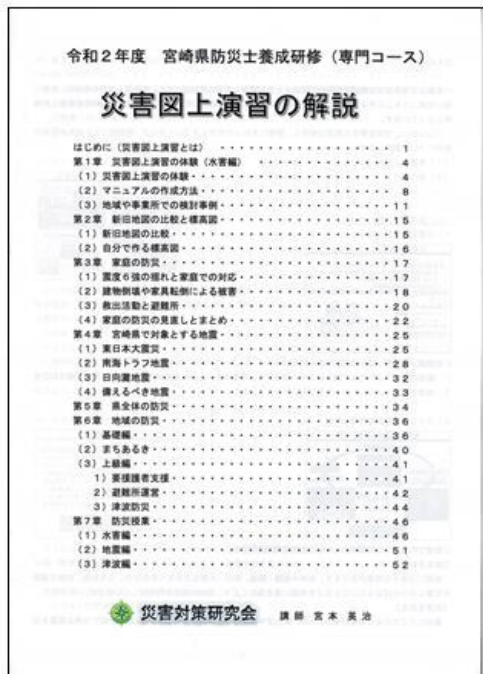 令和2年度　宮崎県防災士養成研修（専門コース）
災害図上演習の解説
はじめに（災害図上演習とは）・・・・・・・・・・・・・・・・・・・・1
第1章　災害図上演習の体験（水害編）・・・・・・・・・・・・・・・・・4
（1）災害図上演習の体験・・・・・・・・・・・・・・・・・・・・・・4
（2）マニュアルの作成方法・・・・・・・・・・・・・・・・・・・・・8
（3）地域や事業所での検討事例・・・・・・・・・・・・・・・・・・・11
第2章　新旧地図の比較と標高図・・・・・・・・・・・・・・・・・・・15
（1）新旧地図の比較・・・・・・・・・・・・・・・・・・・・・・・・15
（2）自分で作る標高図・・・・・・・・・・・・・・・・・・・・・・・16
第3章　家庭の防災・・・・・・・・・・・・・・・・・・・・・・・・・17
（1）震度6強の揺れと家庭での対応・・・・・・・・・・・・・・・・・17
（2）建物倒壊や家具転倒による被害・・・・・・・・・・・・・・・・・18
（3）救出活動と避難所・・・・・・・・・・・・・・・・・・・・・・・20
（4）家庭の防災の見直しとまとめ・・・・・・・・・・・・・・・・・・22
第4章　宮崎県で対象とする地震・・・・・・・・・・・・・・・・・・・25
（1）東日本大震災・・・・・・・・・・・・・・・・・・・・・・・・・25
（2）南海トラフ地震・・・・・・・・・・・・・・・・・・・・・・・・28
（3）日向灘地震・・・・・・・・・・・・・・・・・・・・・・・・・・32
（4）備えるべき地震・・・・・・・・・・・・・・・・・・・・・・・・33
第5章　県全体の防災・・・・・・・・・・・・・・・・・・・・・・・・34
第6章　地域の防災・・・・・・・・・・・・・・・・・・・・・・・・・36
（1）基礎編・・・・・・・・・・・・・・・・・・・・・・・・・・・・36
（2）まちあるき・・・・・・・・・・・・・・・・・・・・・・・・・・40
（3）上級編・・・・・・・・・・・・・・・・・・・・・・・・・・・・41
1）要援護者支援・・・・・・・・・・・・・・・・・・・・・・・・・41
2）避難所運営・・・・・・・・・・・・・・・・・・・・・・・・・・42
3）津波防災・・・・・・・・・・・・・・・・・・・・・・・・・・・44
第7章　防災授業・・・・・・・・・・・・・・・・・・・・・・・・・・46
（1）水害編・・・・・・・・・・・・・・・・・・・・・・・・・・・・46
（2）地震編・・・・・・・・・・・・・・・・・・・・・・・・・・・・51
（3）津波編・・・・・・・・・・・・・・・・・・・・・・・・・・・・52
災害対策研究会　講師　宮本　英治